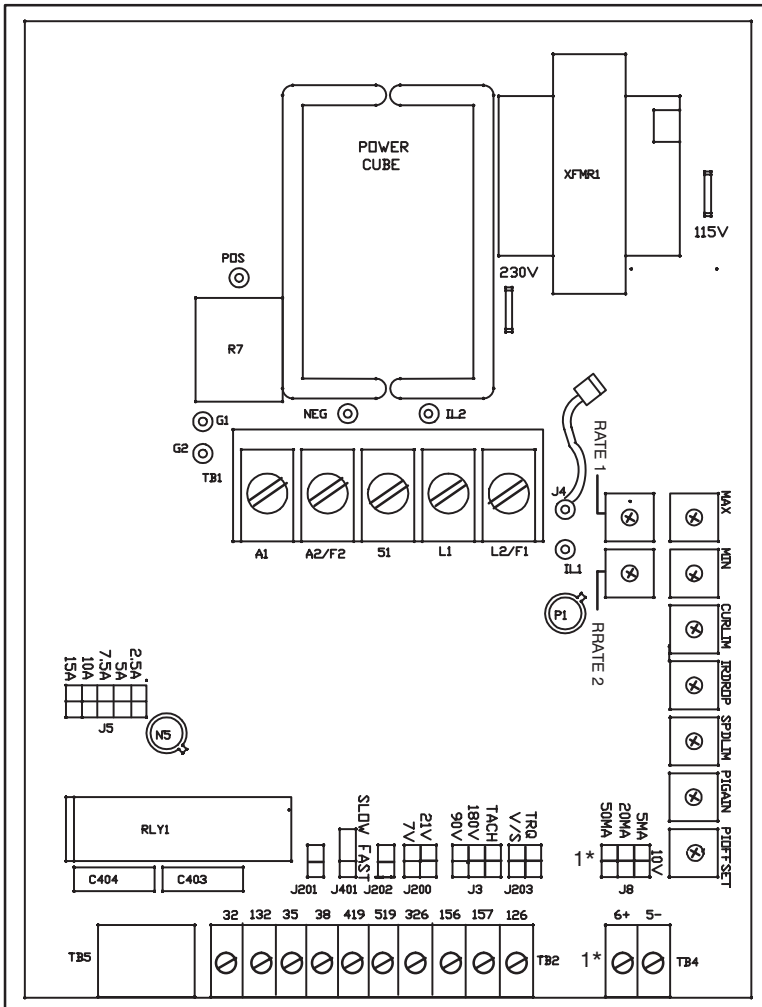 POWER
CUBE
XFMR1
115V
POS
230V
R7
NEG
IL2
G1
G2
TB1
J4
RATE 1
A1
A2/F2
51
L1
L2/F1
IL1
P1
RRATE 2
MAX
MIN
CURLIM
IRDROP
SPDLIM
PIGAIN
PIOFFSET
15A
10A
7.5A
5A
2.5A
J5
N5
RLY1
C404
C403
SLOW FAST
7V
21V
90V
180V
TACH
V/S
TRQ
50MA
20MA
5MA
10V
1*
J201
J401
J202
J200
J3
J203
J8
32
132
35
38
419
519
326
156
157
126
6+
5-
TB5
TB2
1*
TB4